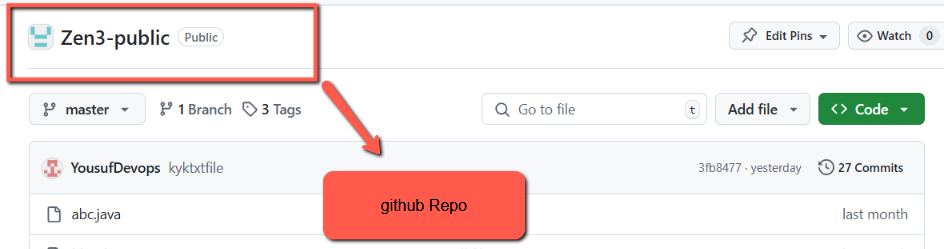 Zen3-public Public Edit Pins Watch 0
master 1 Branch 3 Tags Go to file t Add file Code
YousufDevops kyktxtfile 3fb8477 · yesterday 27 Commits
github Repo
abc.java last month